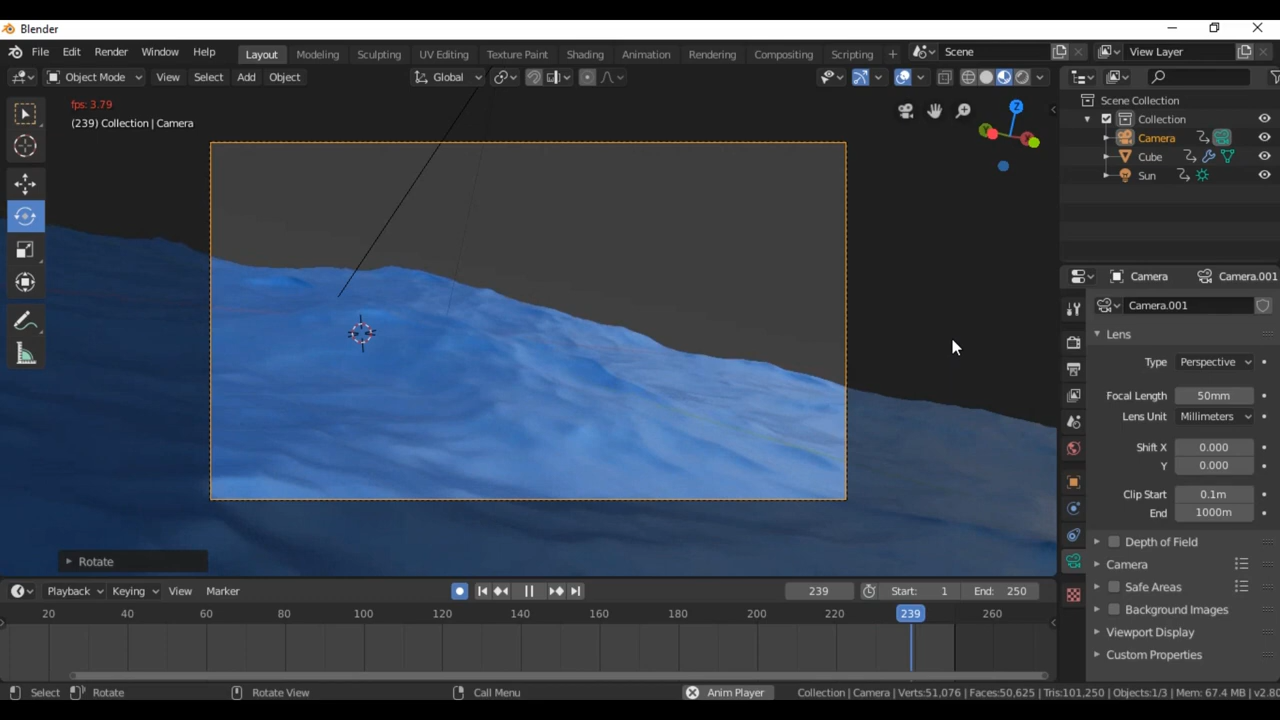 Blender
File Edit Render Window Help
Layout Modeling Sculpting UV Editing Texture Paint Shading Animation Rendering Compositing Scripting +
Scene
View Layer
Object Mode View Select Add Object
Global
fps: 3.79
(239) Collection | Camera
Z
Scene Collection
Collection
Camera
Cube
Sun
Camera Camera.001
Camera.001
Lens
Type Perspective
Focal Length 50mm
Lens Unit Millimeters
Shift X 0.000
Y 0.000
Clip Start 0.1m
End 1000m
Depth of Field
Camera
Safe Areas
Background Images
Viewport Display
Custom Properties
Rotate
Playback Keying View Marker
239 Start: 1 End: 250
20 40 60 80 100 120 140 160 180 200 220 239 260
Select Rotate Rotate View Call Menu Anim Player Collection | Camera | Verts:51,076 | Faces:50,625 | Tris:101,250 | Objects:1/3 | Mem: 67.4 MB | v2.80